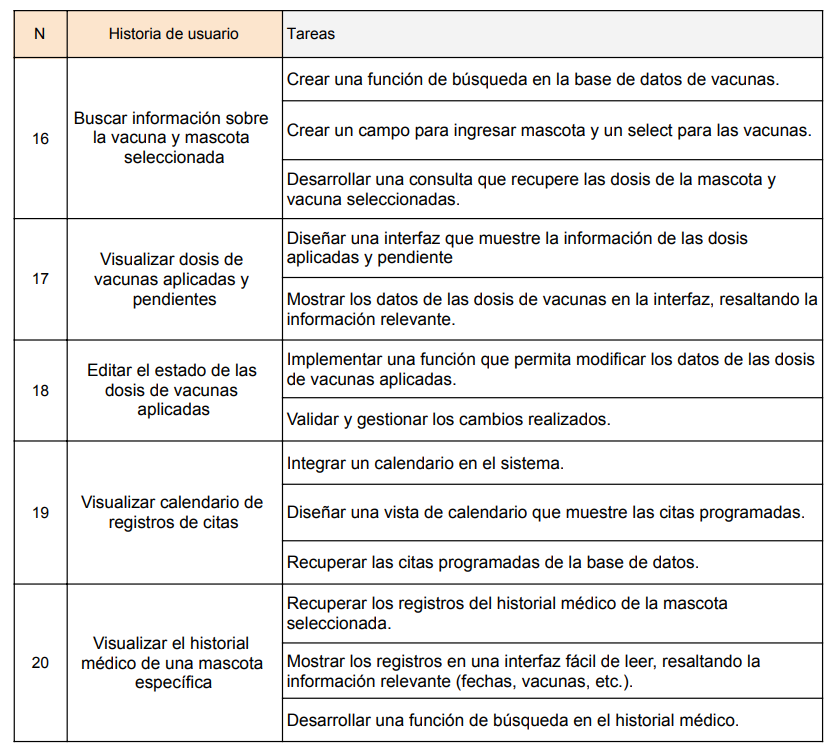 N
Historia de usuario
Tareas
16
Buscar información sobre
la vacuna y mascota
seleccionada
Crear una función de búsqueda en la base de datos de vacunas.
Crear un campo para ingresar mascota y un select para las vacunas.
Desarrollar una consulta que recupere las dosis de la mascota y
vacuna seleccionadas.
17
Visualizar dosis de
vacunas aplicadas y
pendientes
Diseñar una interfaz que muestre la información de las dosis
aplicadas y pendiente
Mostrar los datos de las dosis de vacunas en la interfaz, resaltando la
información relevante.
18
Editar el estado de las
dosis de vacunas
aplicadas
Implementar una función que permita modificar los datos de las dosis
de vacunas aplicadas.
Validar y gestionar los cambios realizados.
19
Visualizar calendario de
registros de citas
Integrar un calendario en el sistema.
Diseñar una vista de calendario que muestre las citas programadas.
Recuperar las citas programadas de la base de datos.
20
Visualizar el historial
médico de una mascota
específica
Recuperar los registros del historial médico de la mascota
seleccionada.
Mostrar los registros en una interfaz fácil de leer, resaltando la
información relevante (fechas, vacunas, etc.).
Desarrollar una función de búsqueda en el historial médico.